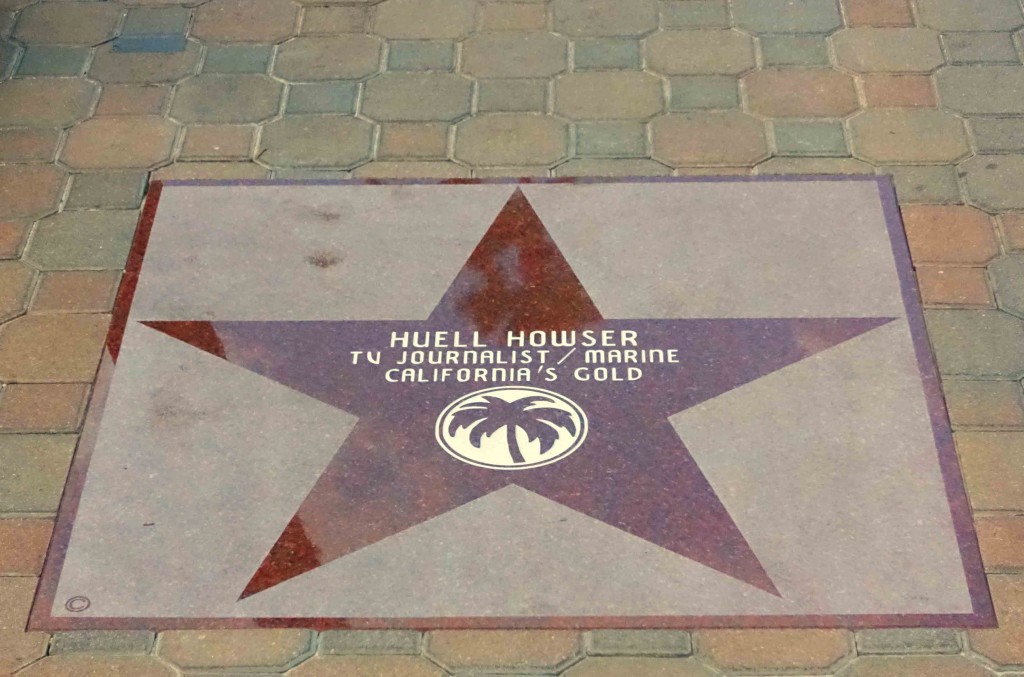 HUELL HOWSER
TV JOURNALIST / MARINE
CALIFORNIA'S GOLD
©